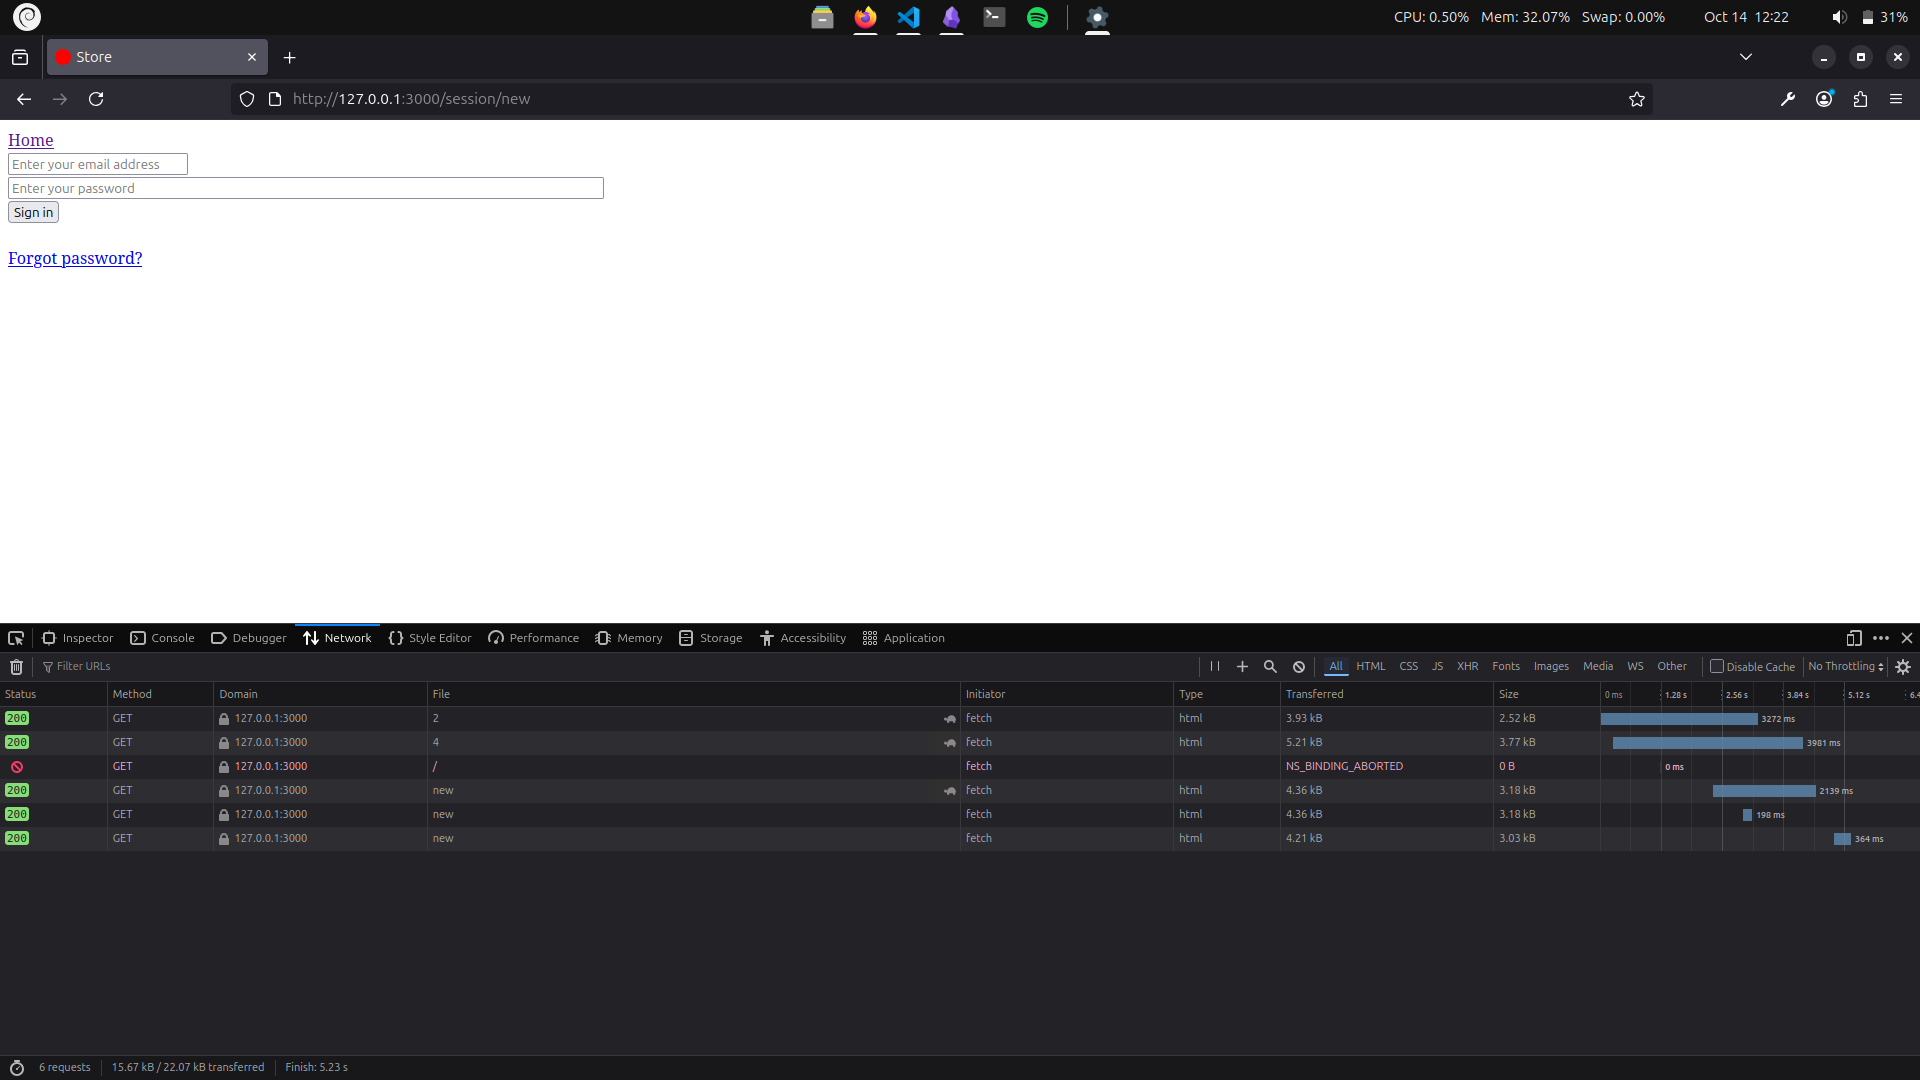 CPU: 0.50% Mem: 32.07% Swap: 0.00% Oct 14 12:22 31%
Store
http://127.0.0.1:3000/session/new
Home
Enter your email address
Enter your password
Sign in
Forgot password?
Inspector Console Debugger Network Style Editor Performance Memory Storage Accessibility Application
Filter URLs All HTML CSS JS XHR Fonts Images Media WS Other Disable Cache No Throttling
Status Method Domain File Initiator Type Transferred Size 0 ms 1.28 s 2.56 s 3.84 s 5.12 s 6.4
200 GET 127.0.0.1:3000 2 fetch html 3.93 kB 2.52 kB 3272 ms
200 GET 127.0.0.1:3000 4 fetch html 5.21 kB 3.77 kB 3981 ms
GET 127.0.0.1:3000 / fetch NS_BINDING_ABORTED 0 B 0 ms
200 GET 127.0.0.1:3000 new fetch html 4.36 kB 3.18 kB 2139 ms
200 GET 127.0.0.1:3000 new fetch html 4.36 kB 3.18 kB 198 ms
200 GET 127.0.0.1:3000 new fetch html 4.21 kB 3.03 kB 364 ms
6 requests 15.67 kB / 22.07 kB transferred Finish: 5.23 s